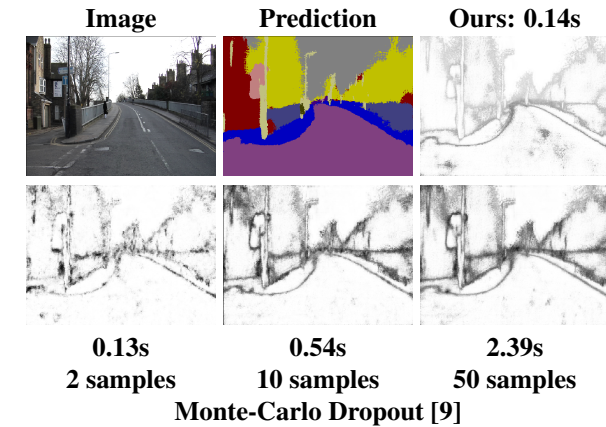 Image Prediction Ours: 0.14s
0.13s 0.54s 2.39s
2 samples 10 samples 50 samples
Monte-Carlo Dropout [9]